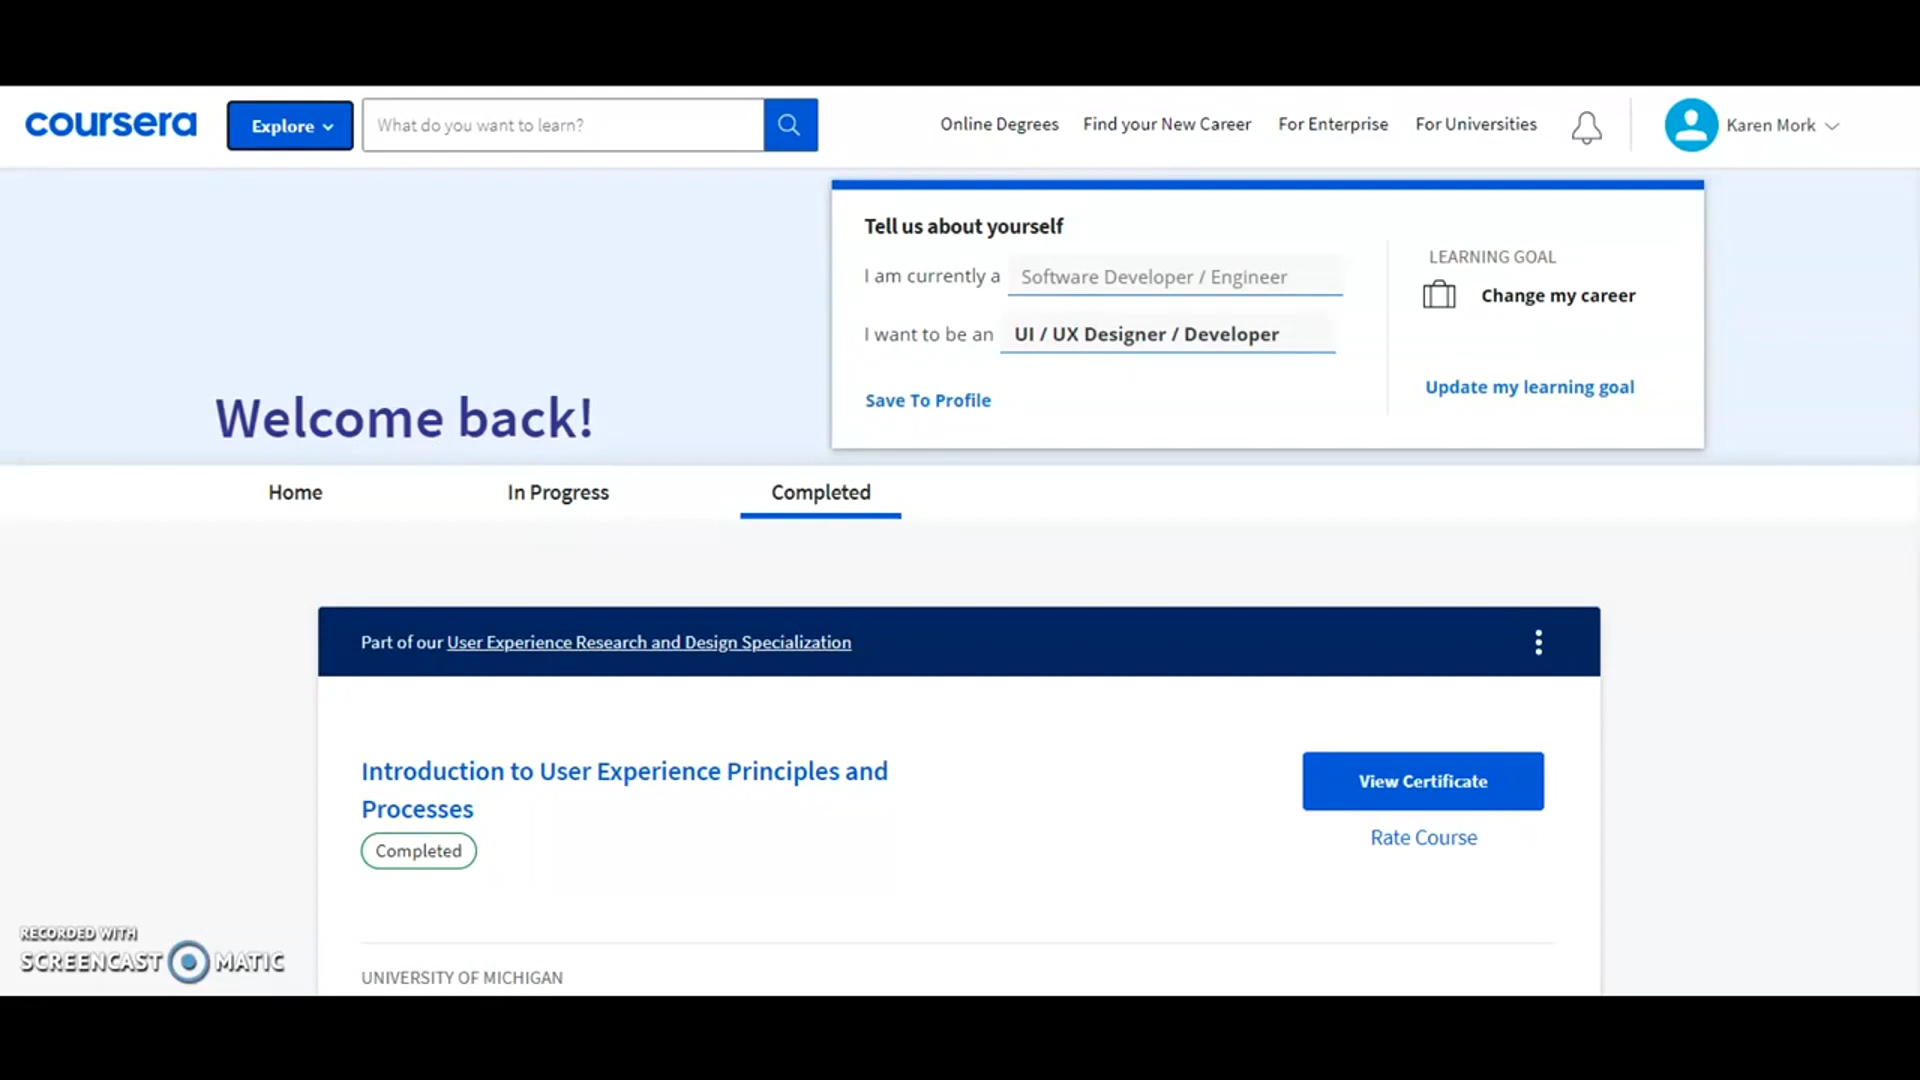 coursera
Explore
What do you want to learn?
Online Degrees
Find your New Career
For Enterprise
For Universities
Karen Mork
Tell us about yourself
I am currently a Software Developer / Engineer
I want to be an UI / UX Designer / Developer
Save To Profile
LEARNING GOAL
Change my career
Update my learning goal
Welcome back!
Home
In Progress
Completed
Part of our User Experience Research and Design Specialization
Introduction to User Experience Principles and
Processes
Completed
View Certificate
Rate Course
UNIVERSITY OF MICHIGAN
RECORDED WITH
SCREENCAST MATIC